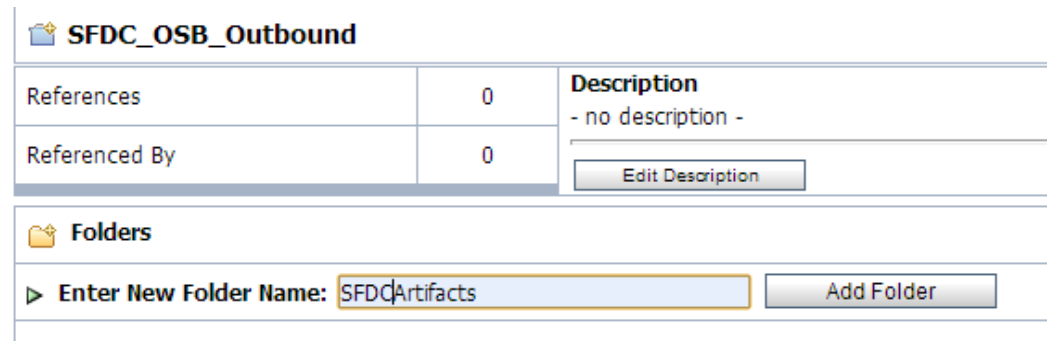 SFDC_OSB_Outbound
References 0
Referenced By 0
Description
- no description -
Edit Description
Folders
Enter New Folder Name: SFDCArtifacts Add Folder